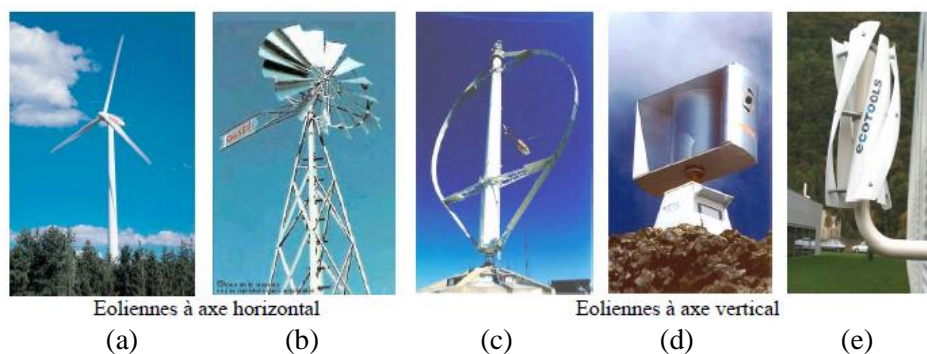 ecOTOOLS
Eoliennes à axe horizontal
Eoliennes à axe vertical
(a)
(b)
(c)
(d)
(e)